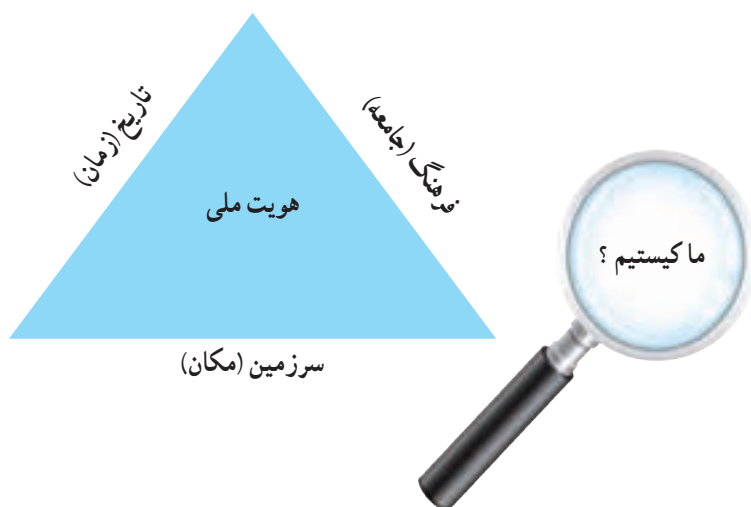 فرهنگ (جامعه)
تاریخ (زمان)
هویت ملی
ما کیستیم ؟
سرزمین (مکان)